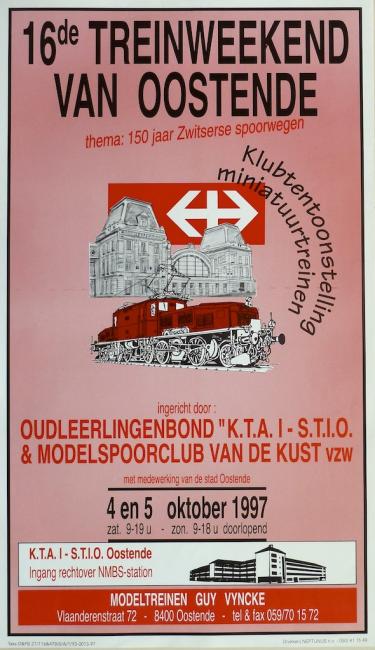 16de TREINWEEKEND
VAN OOSTENDE
thema: 150 jaar Zwitserse spoorwegen
Klubtentoonstelling
miniatuurtreinen
ingericht door :
OUDLEERLINGENBOND "K.T.A. I - S.T.I.O.
& MODELSPOORCLUB VAN DE KUST vzw
met medewerking van de stad Oostende
4 en 5 oktober 1997
zat. 9-19 u - zon. 9-18 u doorlopend
K.T.A. I - S.T.I.O. Oostende
Ingang rechtover NMBS-station
MODELTREINEN GUY VYNCKE
Vlaanderenstraat 72 - 8400 Oostende - tel & fax 059/70 15 72